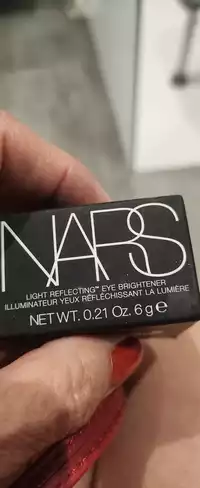 NARS
LIGHT REFLECTING™ EYE BRIGHTENER
ILLUMINATEUR YEUX RÉFLÉCHISSANT LA LUMIÈRE
NET WT. 0.21 Oz. 6 g ℮